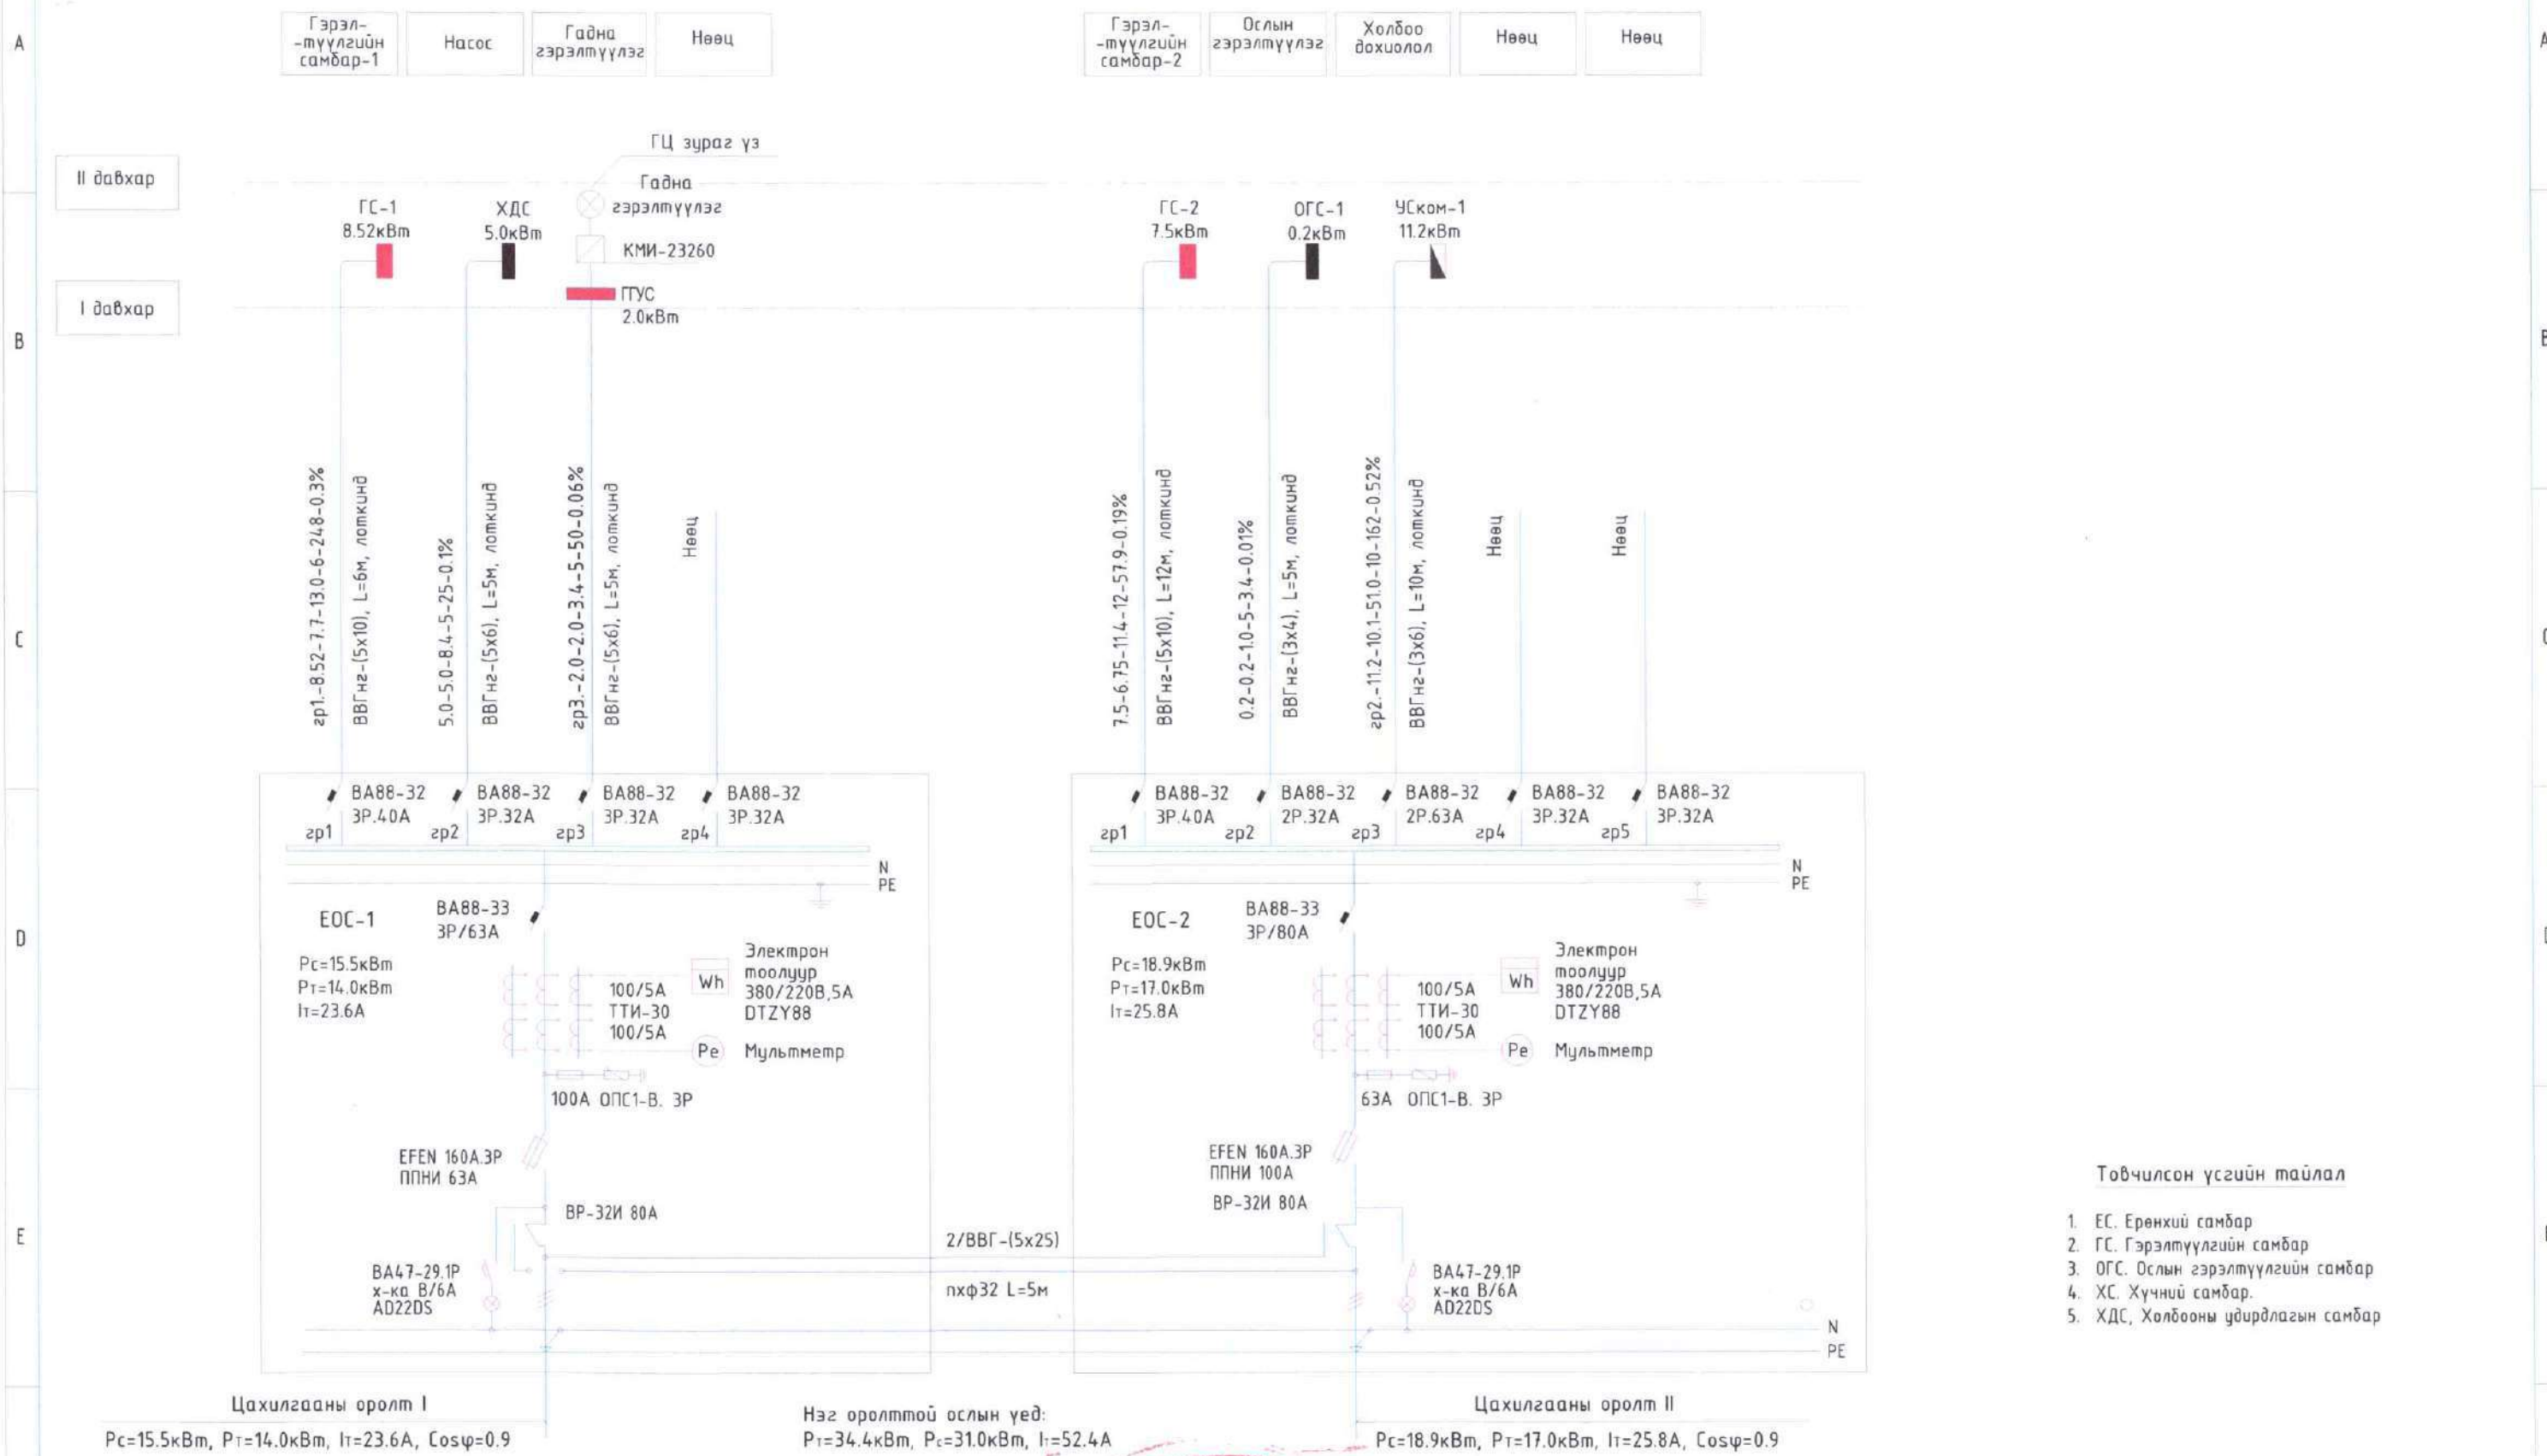 A
A
Гэрэл-
-түүлгийн
самбар-1
Насос
Гадна
гэрэлтүүлэг
Нөөц
Гэрэл-
-түүлгийн
самбар-2
Ослын
гэрэлтүүлэг
Холбоо
дохиолол
Нөөц
Нөөц
ГЦ зураг үз
II давхар
Гадна
гэрэлтүүлэг
ГС-1
8.52кВт
ХДС
5.0кВт
КМИ-23260
ГС-2
7.5кВт
ОГС-1
0.2кВт
УСком-1
11.2кВт
I давхар
ГГУС
2.0кВт
B
B
гр1.-8.52-7.7-13.0-6-248-0.3%
ВВГнг-(5x10), L=6м, лоткинд
5.0-5.0-8.4-5-25-0.1%
ВВГнг-(5x6), L=5м, лоткинд
гр3.-2.0-2.0-3.4-5-50-0.06%
ВВГнг-(5x6), L=5м, лоткинд
Нөөц
7.5-6.75-11.4-12-57.9-0.19%
ВВГнг-(5x10), L=12м, лоткинд
0.2-0.2-1.0-5-3.4-0.01%
ВВГнг-(3x4), L=5м, лоткинд
гр2.-11.2-10.1-51.0-10-162-0.52%
ВВГнг-(3x6), L=10м, лоткинд
Нөөц
Нөөц
C
C
гр1
ВА88-32
3Р.40А
гр2
ВА88-32
3Р.32А
гр3
ВА88-32
3Р.32А
гр4
ВА88-32
3Р.32А
N
PE
гр1
ВА88-32
3Р.40А
гр2
ВА88-32
2Р.32А
гр3
ВА88-32
2Р.63А
гр4
ВА88-32
3Р.32А
гр5
ВА88-32
3Р.32А
N
PE
D
D
ЕОС-1
ВА88-33
3Р/63А
Рс=15.5кВт
Рт=14.0кВт
Iт=23.6А
100/5А
ТТИ-30
100/5А
Wh
Электрон
тоолуур
380/220В,5А
DTZY88
Pe
Мультметр
100А ОПС1-В. 3Р
EFEN 160А.3Р
ППНИ 63А
ВР-32И 80А
ВА47-29.1Р
х-ка В/6А
AD22DS
ЕОС-2
ВА88-33
3Р/80А
Рс=18.9кВт
Рт=17.0кВт
Iт=25.8А
100/5А
ТТИ-30
100/5А
Wh
Электрон
тоолуур
380/220В,5А
DTZY88
Pe
Мультметр
63А ОПС1-В. 3Р
EFEN 160А.3Р
ППНИ 100А
ВР-32И 80А
ВА47-29.1Р
х-ка В/6А
AD22DS
2/ВВГ-(5x25)
пхф32 L=5м
N
PE
E
E
Товчилсон үсгийн тайлал
1. ЕС. Ерөнхий самбар
2. ГС. Гэрэлтүүлгийн самбар
3. ОГС. Ослын гэрэлтүүлгийн самбар
4. ХС. Хүчний самбар.
5. ХДС, Холбооны удирдлагын самбар
Цахилгааны оролт I
Рс=15.5кВт, Рт=14.0кВт, Iт=23.6А, Cosφ=0.9
Нэг оролттой ослын үед:
Рт=34.4кВт, Рс=31.0кВт, Iт=52.4А
Цахилгааны оролт II
Рс=18.9кВт, Рт=17.0кВт, Iт=25.8А, Cosφ=0.9